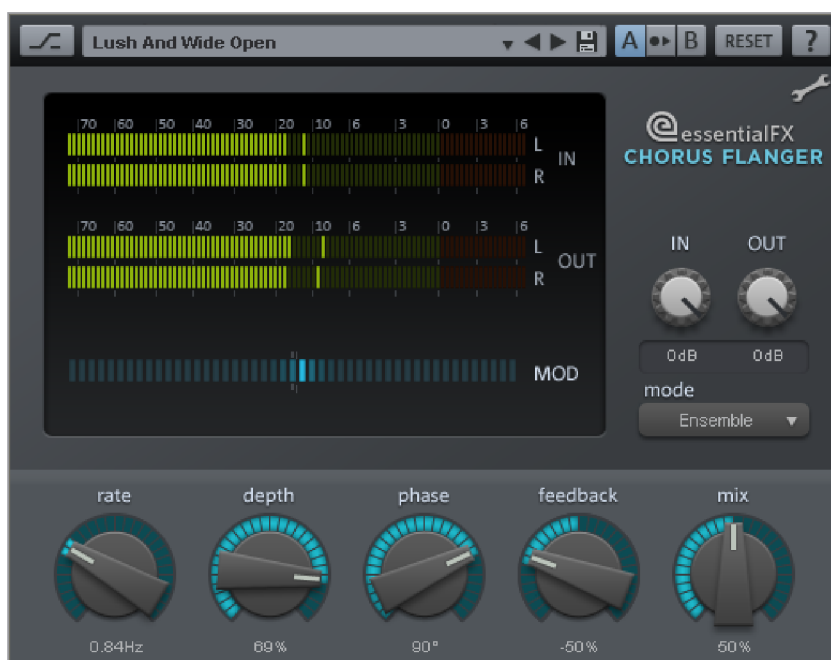 Lush And Wide Open
A B RESET ?
essentialFX
CHORUS FLANGER
70 60 50 40 30 20 10 6 3 0 3 6
L
IN
R
70 60 50 40 30 20 10 6 3 0 3 6
L
OUT
R
MOD
IN OUT
0dB 0dB
mode
Ensemble
rate depth phase feedback mix
0.84Hz 69% 90° -50% 50%